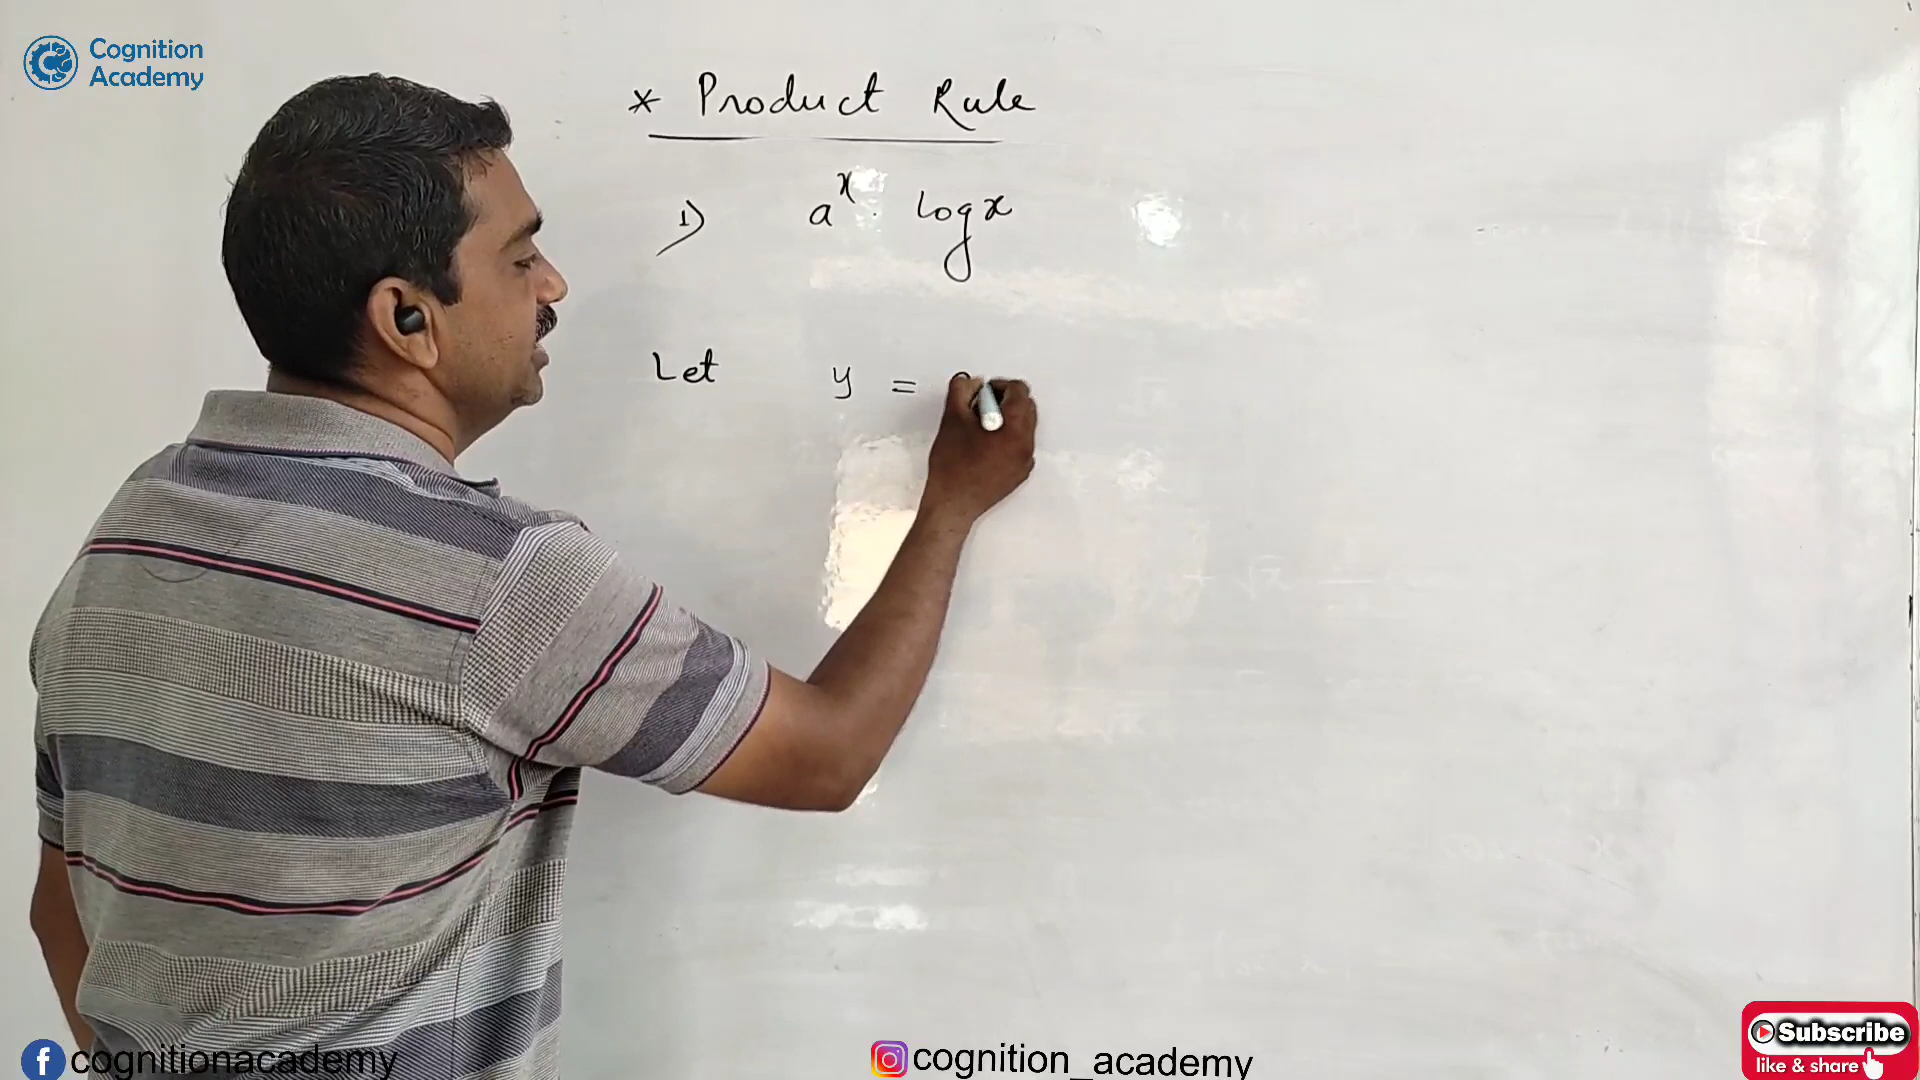 Cognition
Academy
* Product Rule
1) aˣ · log x
Let y =
cognitionacademy
cognition_academy
Subscribe
like & share